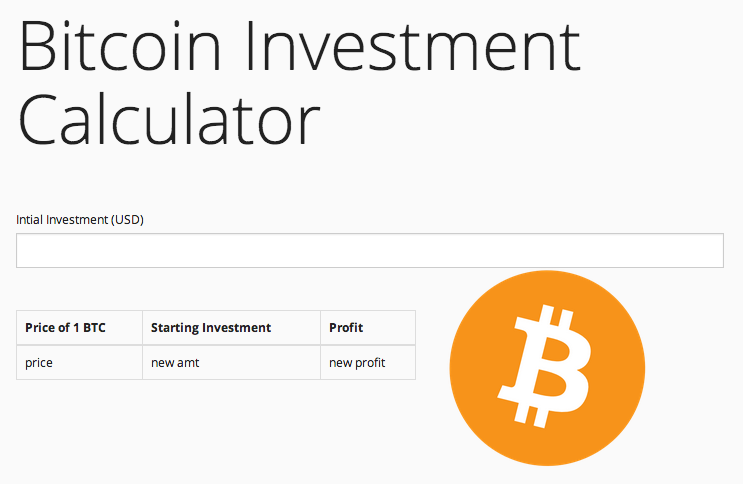 Bitcoin Investment
Calculator
Intial Investment (USD)
Price of 1 BTC Starting Investment Profit
price new amt new profit